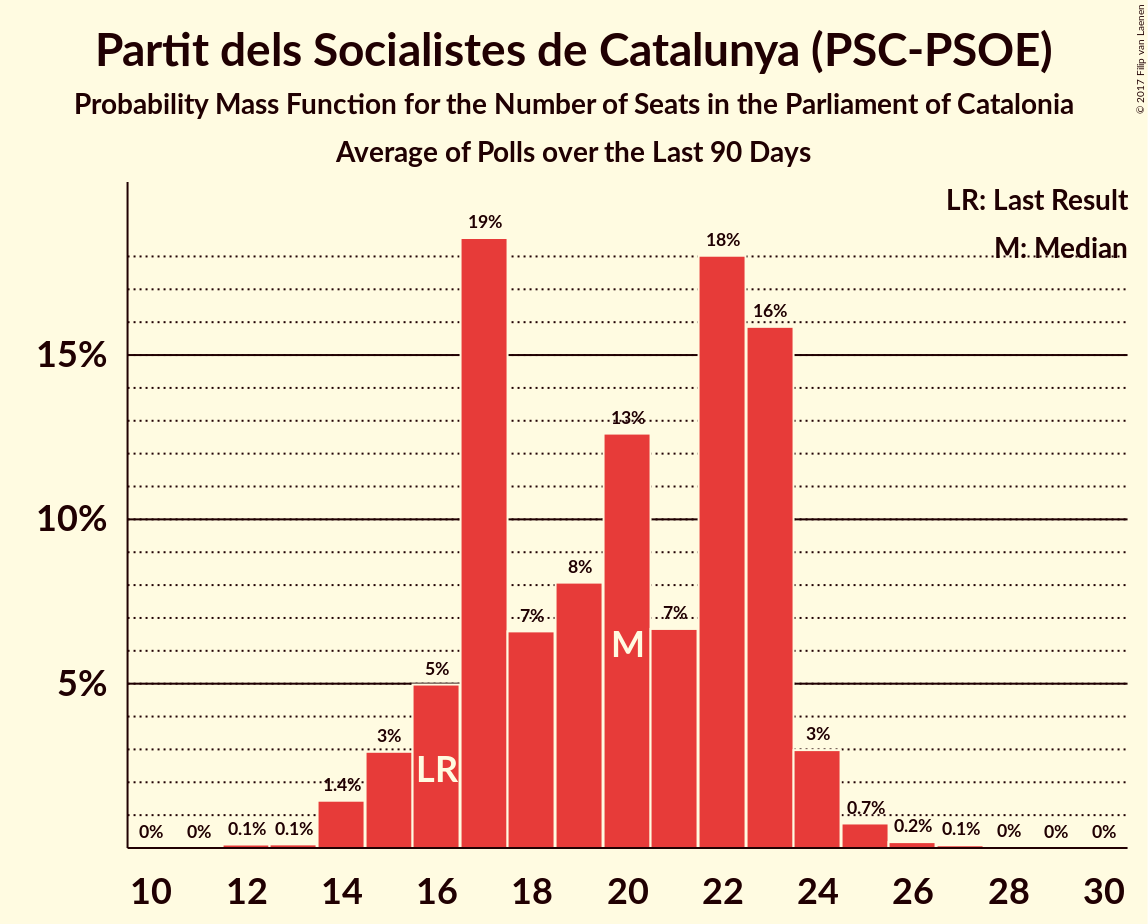 Partit dels Socialistes de Catalunya (PSC-PSOE)
Probability Mass Function for the Number of Seats in the Parliament of Catalonia
Average of Polls over the Last 90 Days
© 2017 Filip van Laenen
LR: Last Result
M: Median
15%
10%
5%
0%
0%
0.1%
0.1%
1.4%
3%
5%
19%
7%
8%
13%
7%
18%
16%
3%
0.7%
0.2%
0.1%
0%
0%
0%
LR
M
10 12 14 16 18 20 22 24 26 28 30